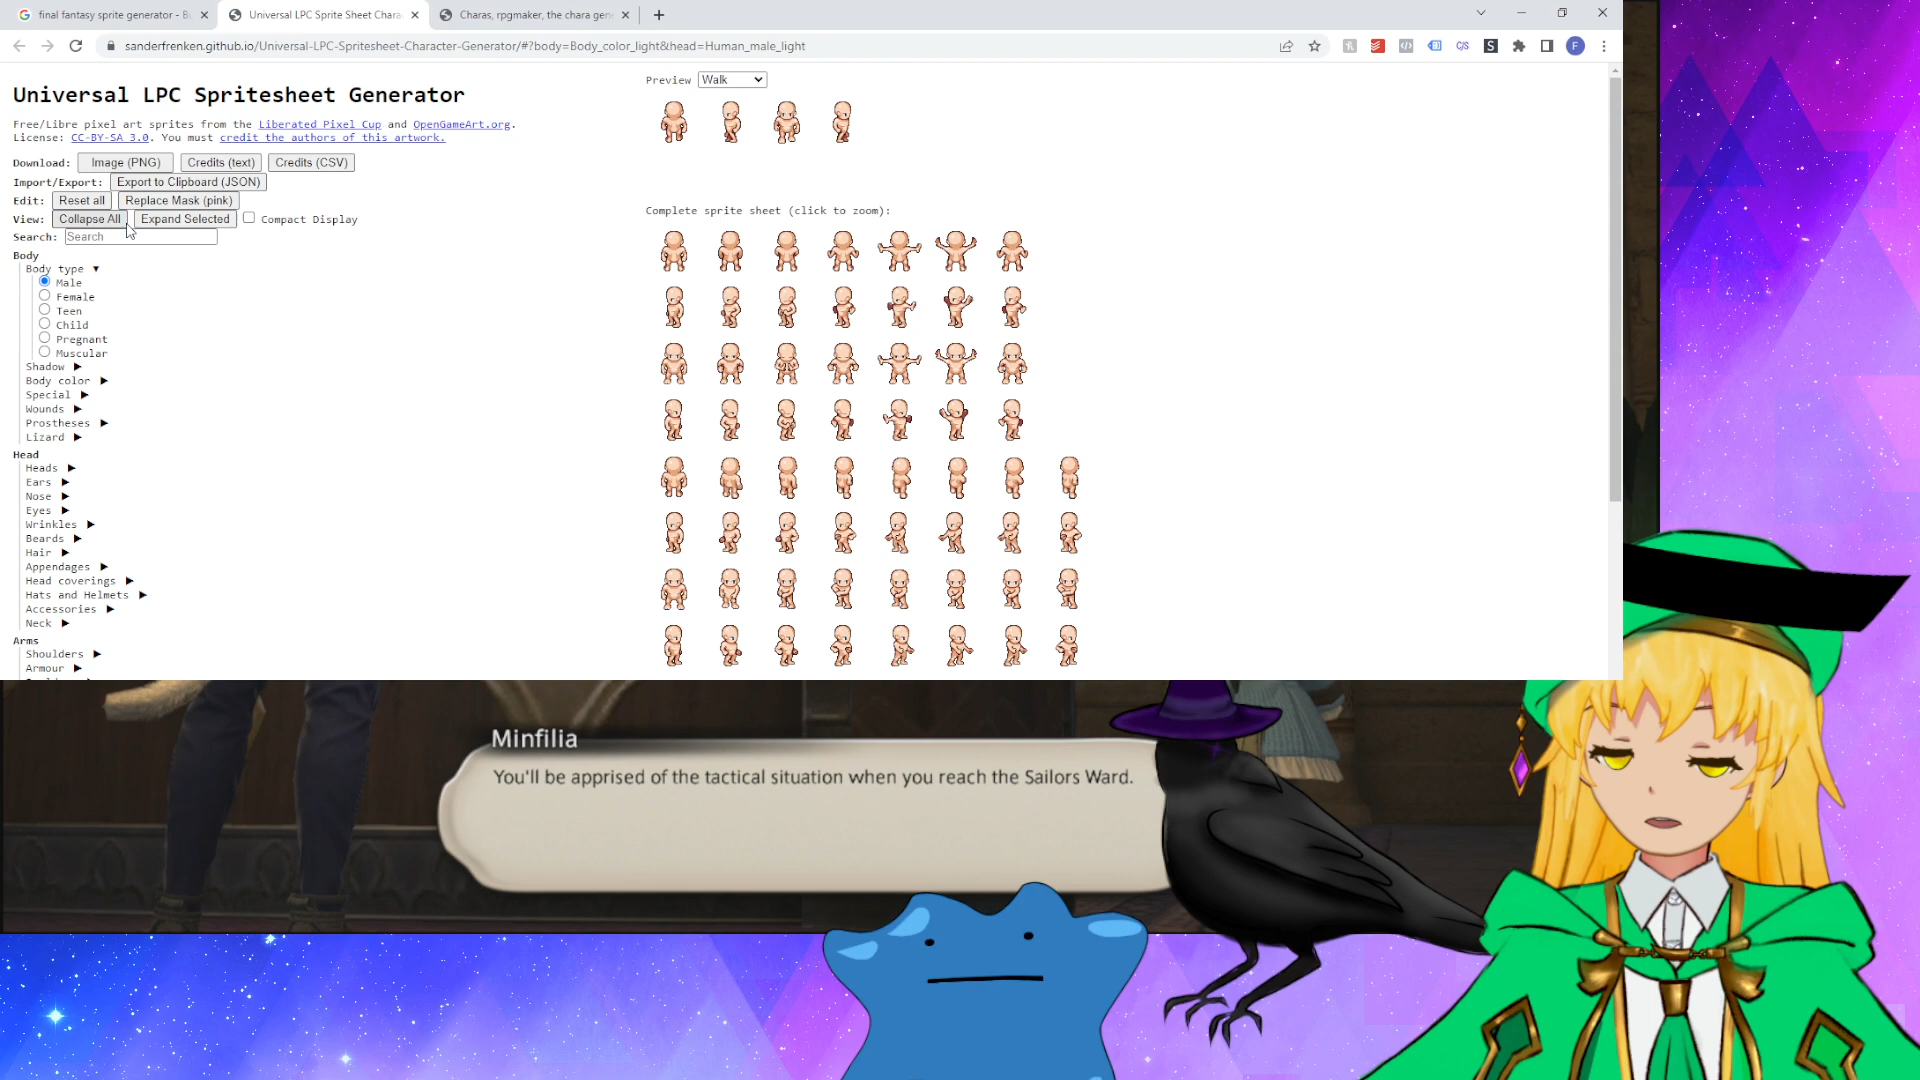 final fantasy sprite generator - B
Universal LPC Sprite Sheet Chara
Charas, rpgmaker, the chara gen
sanderfrenken.github.io/Universal-LPC-Spritesheet-Character-Generator/#?body=Body_color_light&head=Human_male_light
Universal LPC Spritesheet Generator
Free/Libre pixel art sprites from the Liberated Pixel Cup and OpenGameArt.org.
License: CC-BY-SA 3.0. You must credit the authors of this artwork.
Download: Image (PNG) Credits (text) Credits (CSV)
Import/Export: Export to Clipboard (JSON)
Edit: Reset all Replace Mask (pink)
View: Collapse All Expand Selected Compact Display
Search: Search
Body
Body type
Male
Female
Teen
Child
Pregnant
Muscular
Shadow
Body color
Special
Wounds
Prostheses
Lizard
Head
Heads
Ears
Nose
Eyes
Wrinkles
Beards
Hair
Appendages
Head coverings
Hats and Helmets
Accessories
Neck
Arms
Shoulders
Armour
Preview Walk
Complete sprite sheet (click to zoom):
Minfilia
You'll be apprised of the tactical situation when you reach the Sailors Ward.